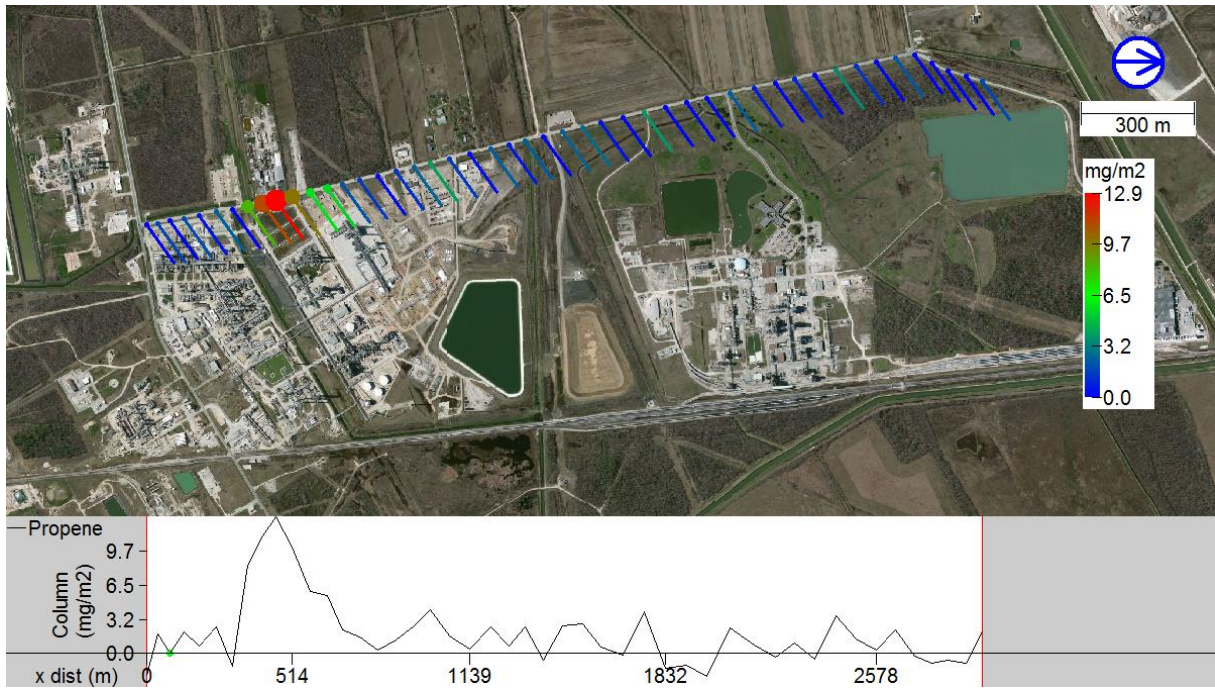 300 m
mg/m2
12.9
9.7
6.5
3.2
0.0
Propene
9.7
6.5
3.2
0.0
Column
(mg/m2)
x dist (m)
0
514
1139
1832
2578